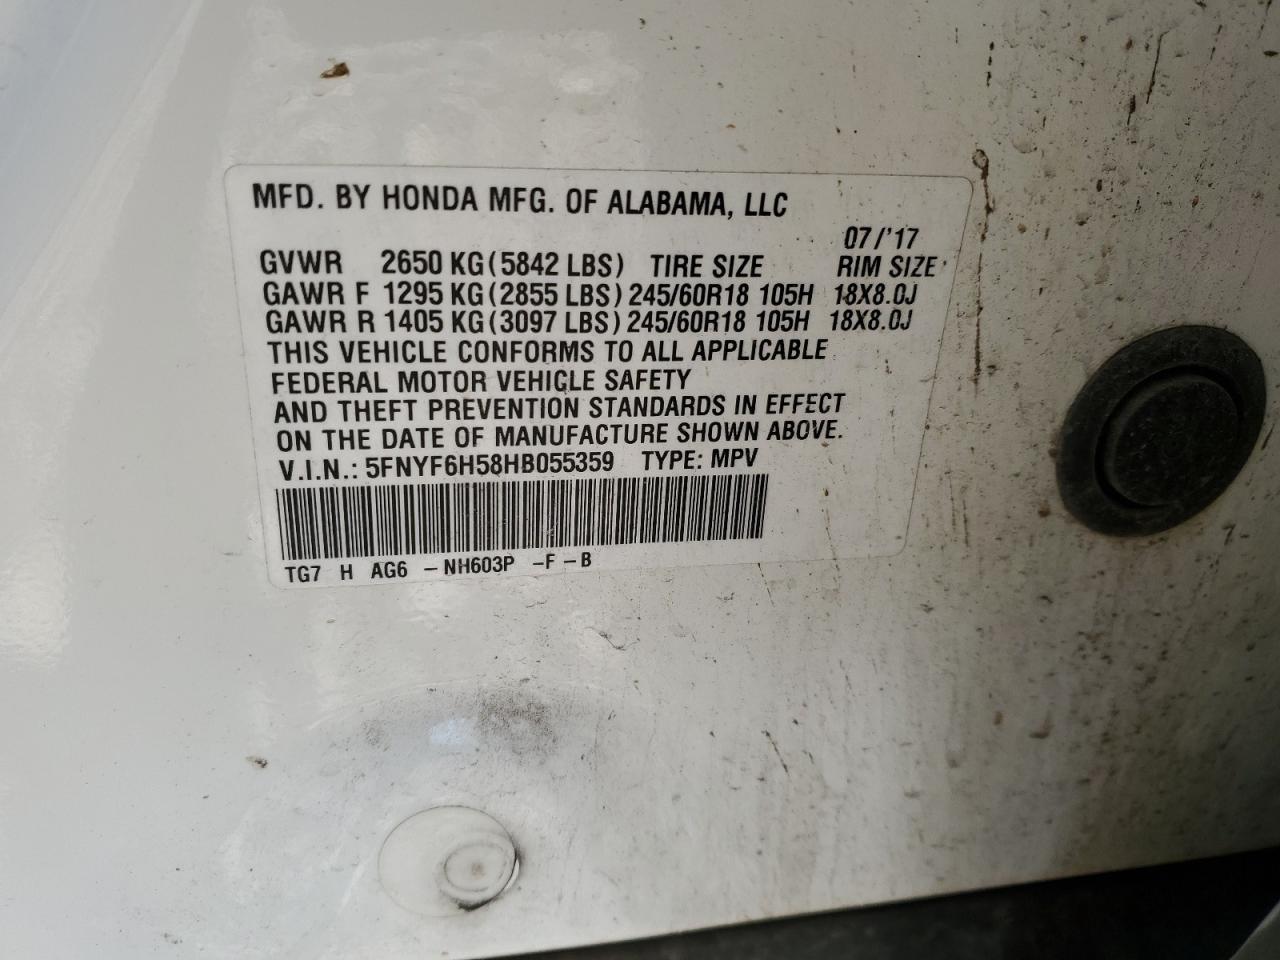 MFD. BY HONDA MFG. OF ALABAMA, LLC
07/'17
GVWR 2650 KG(5842 LBS) TIRE SIZE RIM SIZE
GAWR F 1295 KG(2855 LBS) 245/60R18 105H 18X8.0J
GAWR R 1405 KG(3097 LBS) 245/60R18 105H 18X8.0J
THIS VEHICLE CONFORMS TO ALL APPLICABLE
FEDERAL MOTOR VEHICLE SAFETY
AND THEFT PREVENTION STANDARDS IN EFFECT
ON THE DATE OF MANUFACTURE SHOWN ABOVE.
V.I.N.: 5FNYF6H58HB055359 TYPE: MPV
TG7 H AG6 -NH603P -F-B